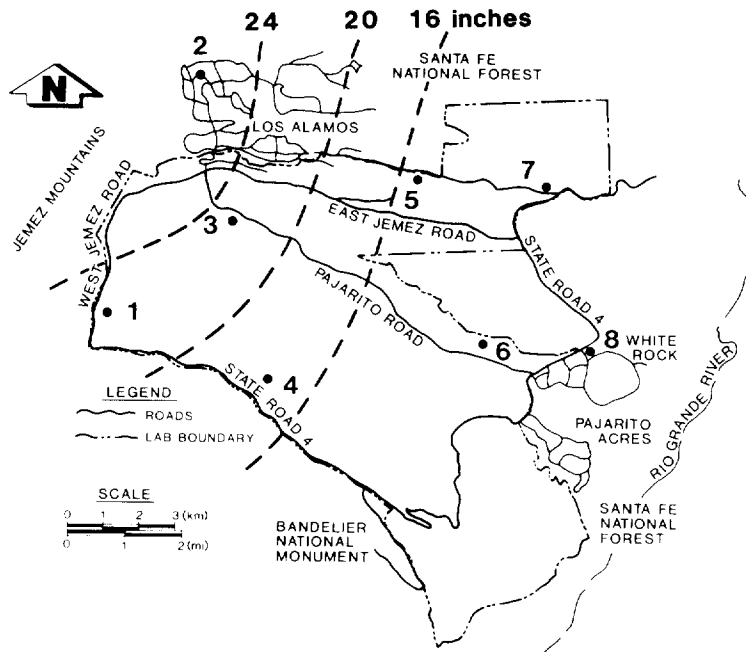 24
20
16 inches
2
SANTA FE
NATIONAL FOREST
N
LOS ALAMOS
JEMEZ MOUNTAINS
WEST JEMEZ ROAD
5
7
3
EAST JEMEZ ROAD
STATE ROAD 4
PAJARITO ROAD
1
6
8
WHITE
ROCK
4
STATE ROAD 4
LEGEND
ROADS
LAB BOUNDARY
PAJARITO
ACRES
RIO GRANDE RIVER
SCALE
0 1 2 3 (km)
0 1 2 (mi)
BANDELIER
NATIONAL
MONUMENT
SANTA FE
NATIONAL
FOREST